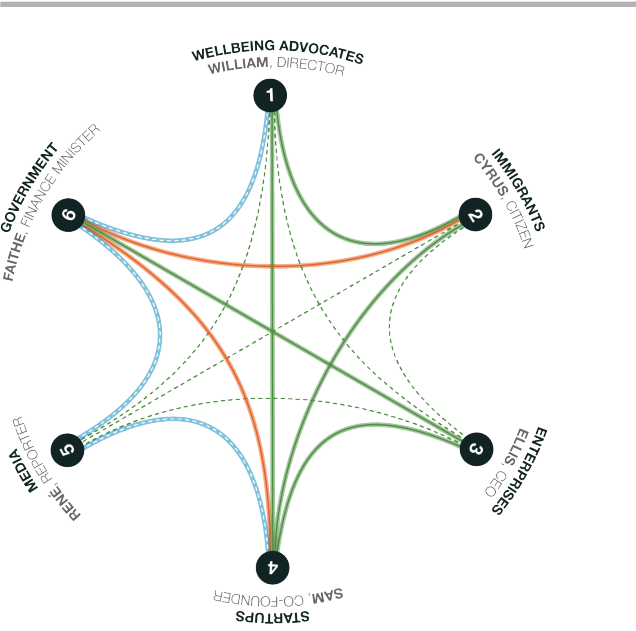 WELLBEING ADVOCATES
WILLIAM, DIRECTOR
1
IMMIGRANTS
CYRUS, CITIZEN
2
ENTERPRISES
ELLIS, CEO
3
4
SAM, CO-FOUNDER
STARTUPS
5
RENÉ, REPORTER
MEDIA
GOVERNMENT
FAITHE, FINANCE MINISTER
6